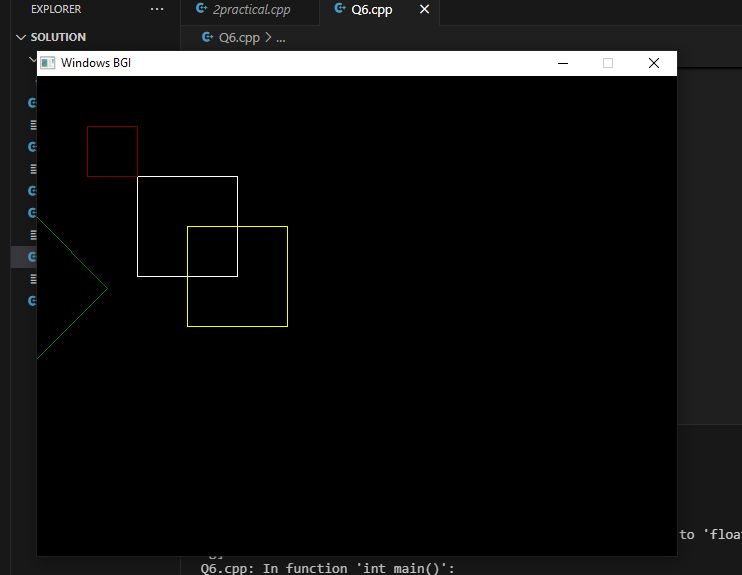 EXPLORER
2practical.cpp
Q6.cpp
SOLUTION
Q6.cpp > ...
Windows BGI
to 'floa
Q6.cpp: In function 'int main()':